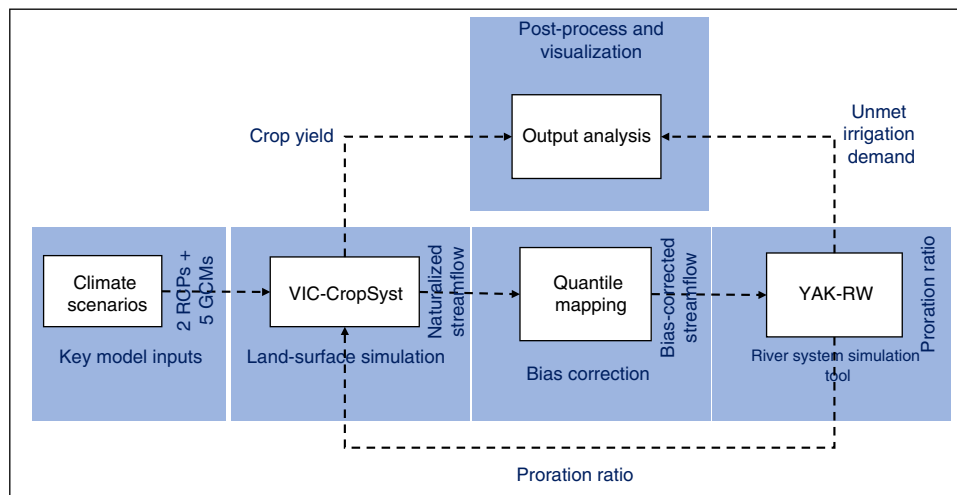 Post-process and
visualization
Output analysis
Crop yield
Unmet
irrigation
demand
Climate
scenarios
2 RCPs +
5 GCMs
Key model inputs
VIC-CropSyst
Land-surface simulation
Naturalized
streamflow
Quantile
mapping
Bias correction
Bias-corrected
streamflow
YAK-RW
River system simulation
tool
Proration ratio
Proration ratio